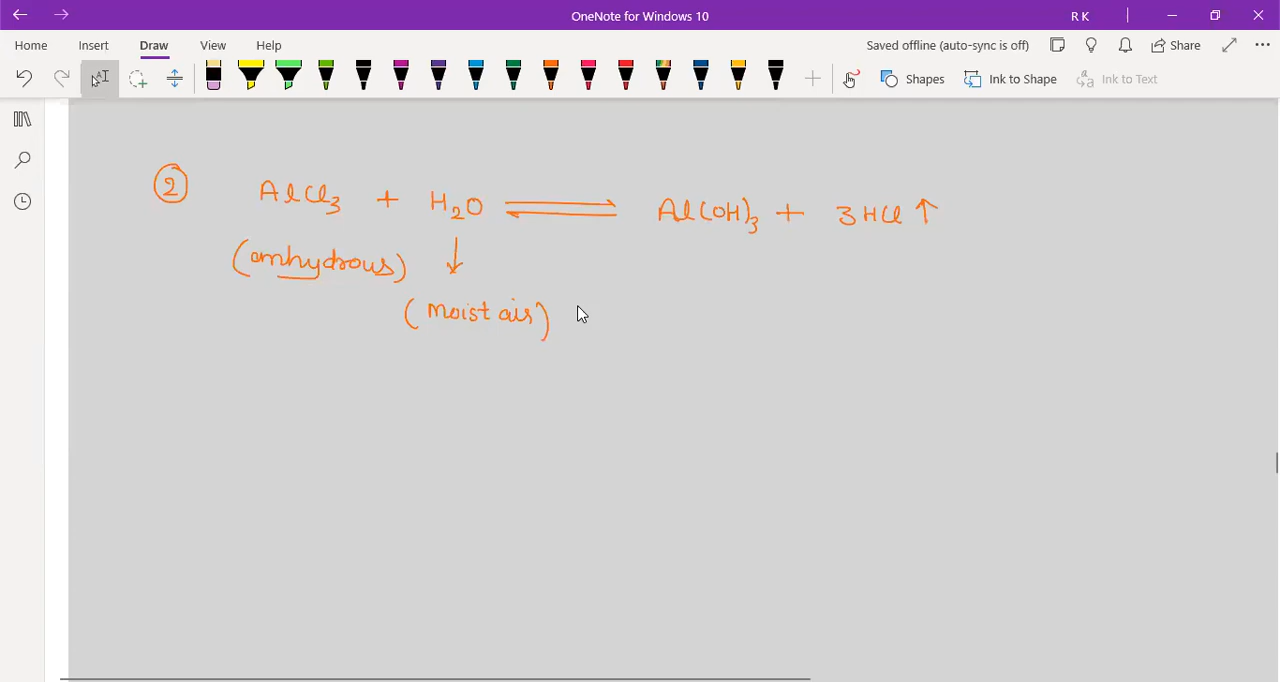 OneNote for Windows 10
R K
Home Insert Draw View Help
Saved offline (auto-sync is off)
Share
Shapes
Ink to Shape
Ink to Text
② AlCl₃ + H₂O ⇌ Al(OH)₃ + 3HCl ↑
(anhydrous) ↓
(moist air)